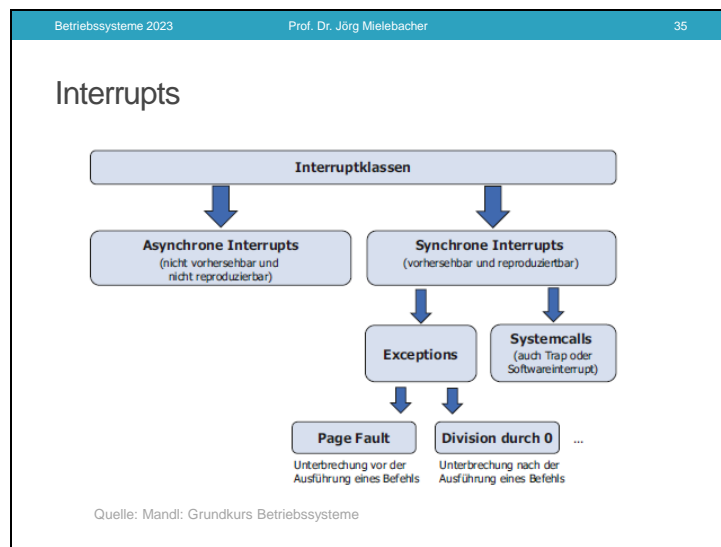 Betriebssysteme 2023 Prof. Dr. Jörg Mielebacher 35
Interrupts
Interruptklassen
Asynchrone Interrupts
(nicht vorhersehbar und
nicht reproduzierbar)
Synchrone Interrupts
(vorhersehbar und reproduziertbar)
Exceptions
Systemcalls
(auch Trap oder
Softwareinterrupt)
Page Fault
Division durch 0 ...
Unterbrechung vor der
Ausführung eines Befehls
Unterbrechung nach der
Ausführung eines Befehls
Quelle: Mandl: Grundkurs Betriebssysteme